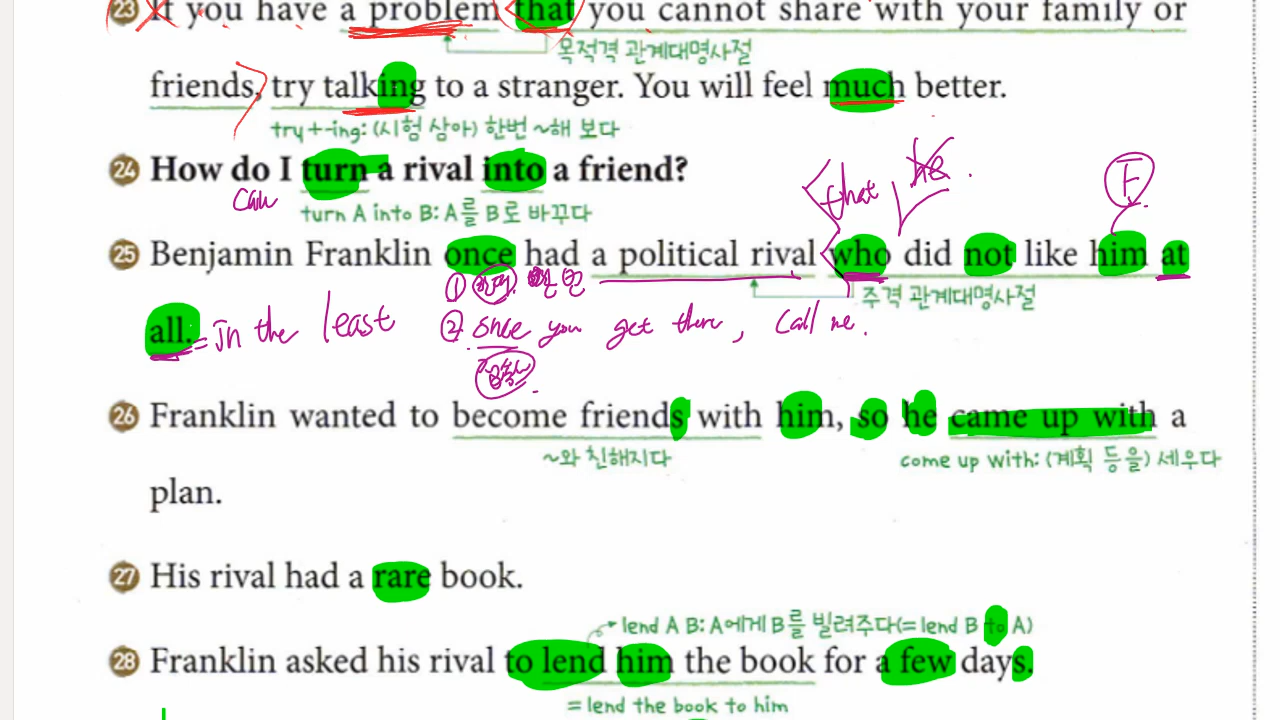 23 If you have a problem that you cannot share with your family or
목적격 관계대명사절
friends, try talking to a stranger. You will feel much better.
try+-ing: (시험 삼아) 한번 ~해 보다
24 How do I turn a rival into a friend?
that he. F
can
turn A into B: A를 B로 바꾸다
25 Benjamin Franklin once had a political rival who did not like him at
① 한번
주격 관계대명사절
all. = In the least
② once you get there, call me.
26 Franklin wanted to become friends with him, so he came up with a
~와 친해지다
come up with: (계획 등을) 세우다
plan.
27 His rival had a rare book.
lend A B: A에게 B를 빌려주다(= lend B to A)
28 Franklin asked his rival to lend him the book for a few days.
= lend the book to him